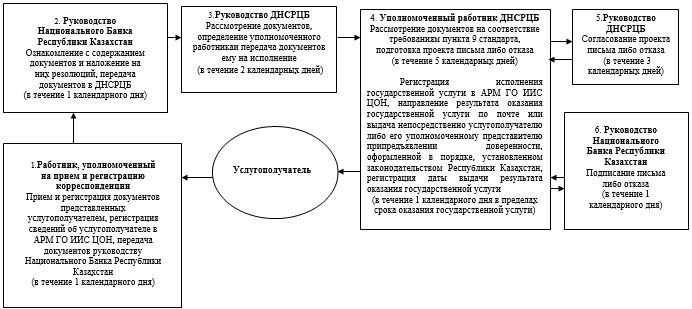 2. Руководство
Национального Банка
Республики Казахстан
Ознакомление с содержанием
документов и наложение на
них резолюций, передача
документов в ДНСРЦБ
(в течение 1 календарного дня)
3.Руководство ДНСРЦБ
Рассмотрение документов,
определение уполномоченного
работникаи передача документов
ему на исполнение
(в течение 2 календарных дней)
4. Уполномоченный работник ДНСРЦБ
Рассмотрение документов на соответствие
требованиям пункта 9 стандарта,
подготовка проекта письма либо отказа
(в течение 5 календарных дней)
Регистрация исполнения
государственной услуги в АРМ ГО ИИС
ЦОН, направление результата оказания
государственной услуги по почте или
выдача непосредственно услугополучателю
либо его уполномоченному представителю
припредъявлении доверенности,
оформленной в порядке, установленном
законодательством Республики Казахстан,
регистрация даты выдачи результата
оказания государственной услуги
(в течение 1 календарного дня в пределах
срока оказания государственной услуги)
5.Руководство
ДНСРЦБ
Согласование проекта
письма либо отказа
(в течение 3
календарных дней)
6. Руководство
Национального
Банка Республики
Казахстан
Подписание письма
либо отказа
(в течение 1
календарного дня)
Услугополучатель
1.Работник, уполномоченный
на прием и регистрацию
корреспонденции
Прием и регистрация документов
представленных
услугополучателем, регистрация
сведений об услугополучателе в
АРМ ГО ИИС ЦОН, передача
документов руководству
Национального Банка Республики
Казахстан
(в течение 1 календарного дня)